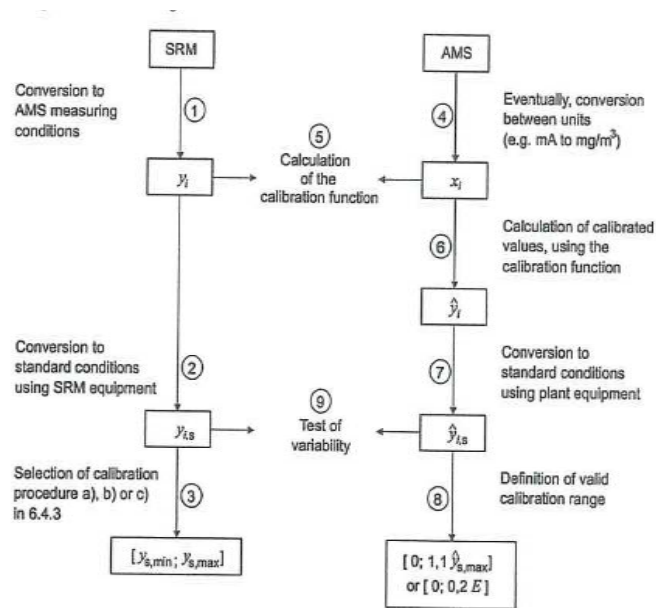 SRM
AMS
Conversion to
AMS measuring
conditions
1
4
Eventually, conversion
between units
(e.g. mA to mg/m³)
5
Calculation
of the
calibration function
yᵢ
xᵢ
6
Calculation of calibrated
values, using the
calibration function
ŷᵢ
Conversion to
standard conditions
using SRM equipment
2
7
Conversion to
standard conditions
using plant equipment
9
Test of
variability
yᵢ,s
ŷᵢ,s
Selection of calibration
procedure a), b) or c)
in 6.4.3
3
8
Definition of valid
calibration range
[ys,min; ys,max]
[0; 1,1 ŷs,max]
or [0; 0,2 E]